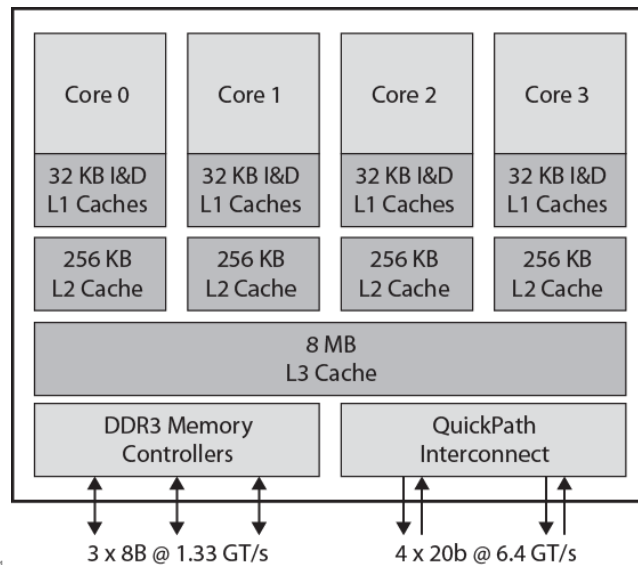 Core 0
Core 1
Core 2
Core 3
32 KB I&D
L1 Caches
32 KB I&D
L1 Caches
32 KB I&D
L1 Caches
32 KB I&D
L1 Caches
256 KB
L2 Cache
256 KB
L2 Cache
256 KB
L2 Cache
256 KB
L2 Cache
8 MB
L3 Cache
DDR3 Memory
Controllers
QuickPath
Interconnect
3 x 8B @ 1.33 GT/s
4 x 20b @ 6.4 GT/s